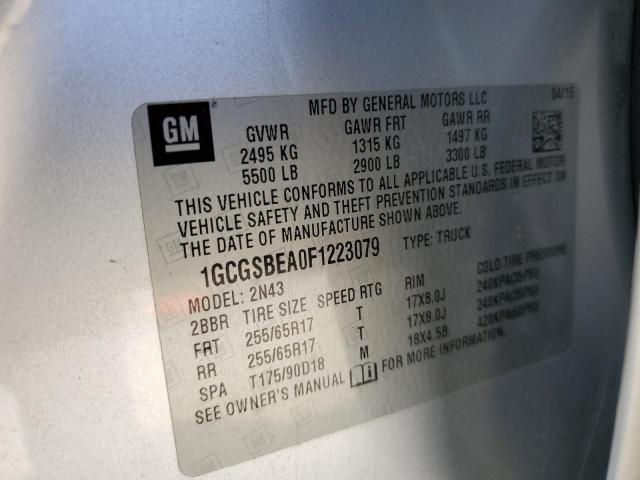 GM
MFD BY GENERAL MOTORS LLC 04/15
GVWR GAWR FRT GAWR RR
2495 KG 1315 KG 1497 KG
5500 LB 2900 LB 3300 LB
THIS VEHICLE CONFORMS TO ALL APPLICABLE U.S. FEDERAL MOTOR
VEHICLE SAFETY AND THEFT PREVENTION STANDARDS IN EFFECT ON
THE DATE OF MANUFACTURE SHOWN ABOVE.
1GCGSBEA0F1223079 TYPE: TRUCK
MODEL: 2N43
2BBR TIRE SIZE SPEED RTG RIM COLD TIRE PRESSURE
FRT 255/65R17 T 17X8.0J 240KPA(35PSI)
RR 255/65R17 T 17X8.0J 240KPA(35PSI)
SPA T175/90D18 M 18X4.5B 420KPA(60PSI)
SEE OWNER'S MANUAL FOR MORE INFORMATION.